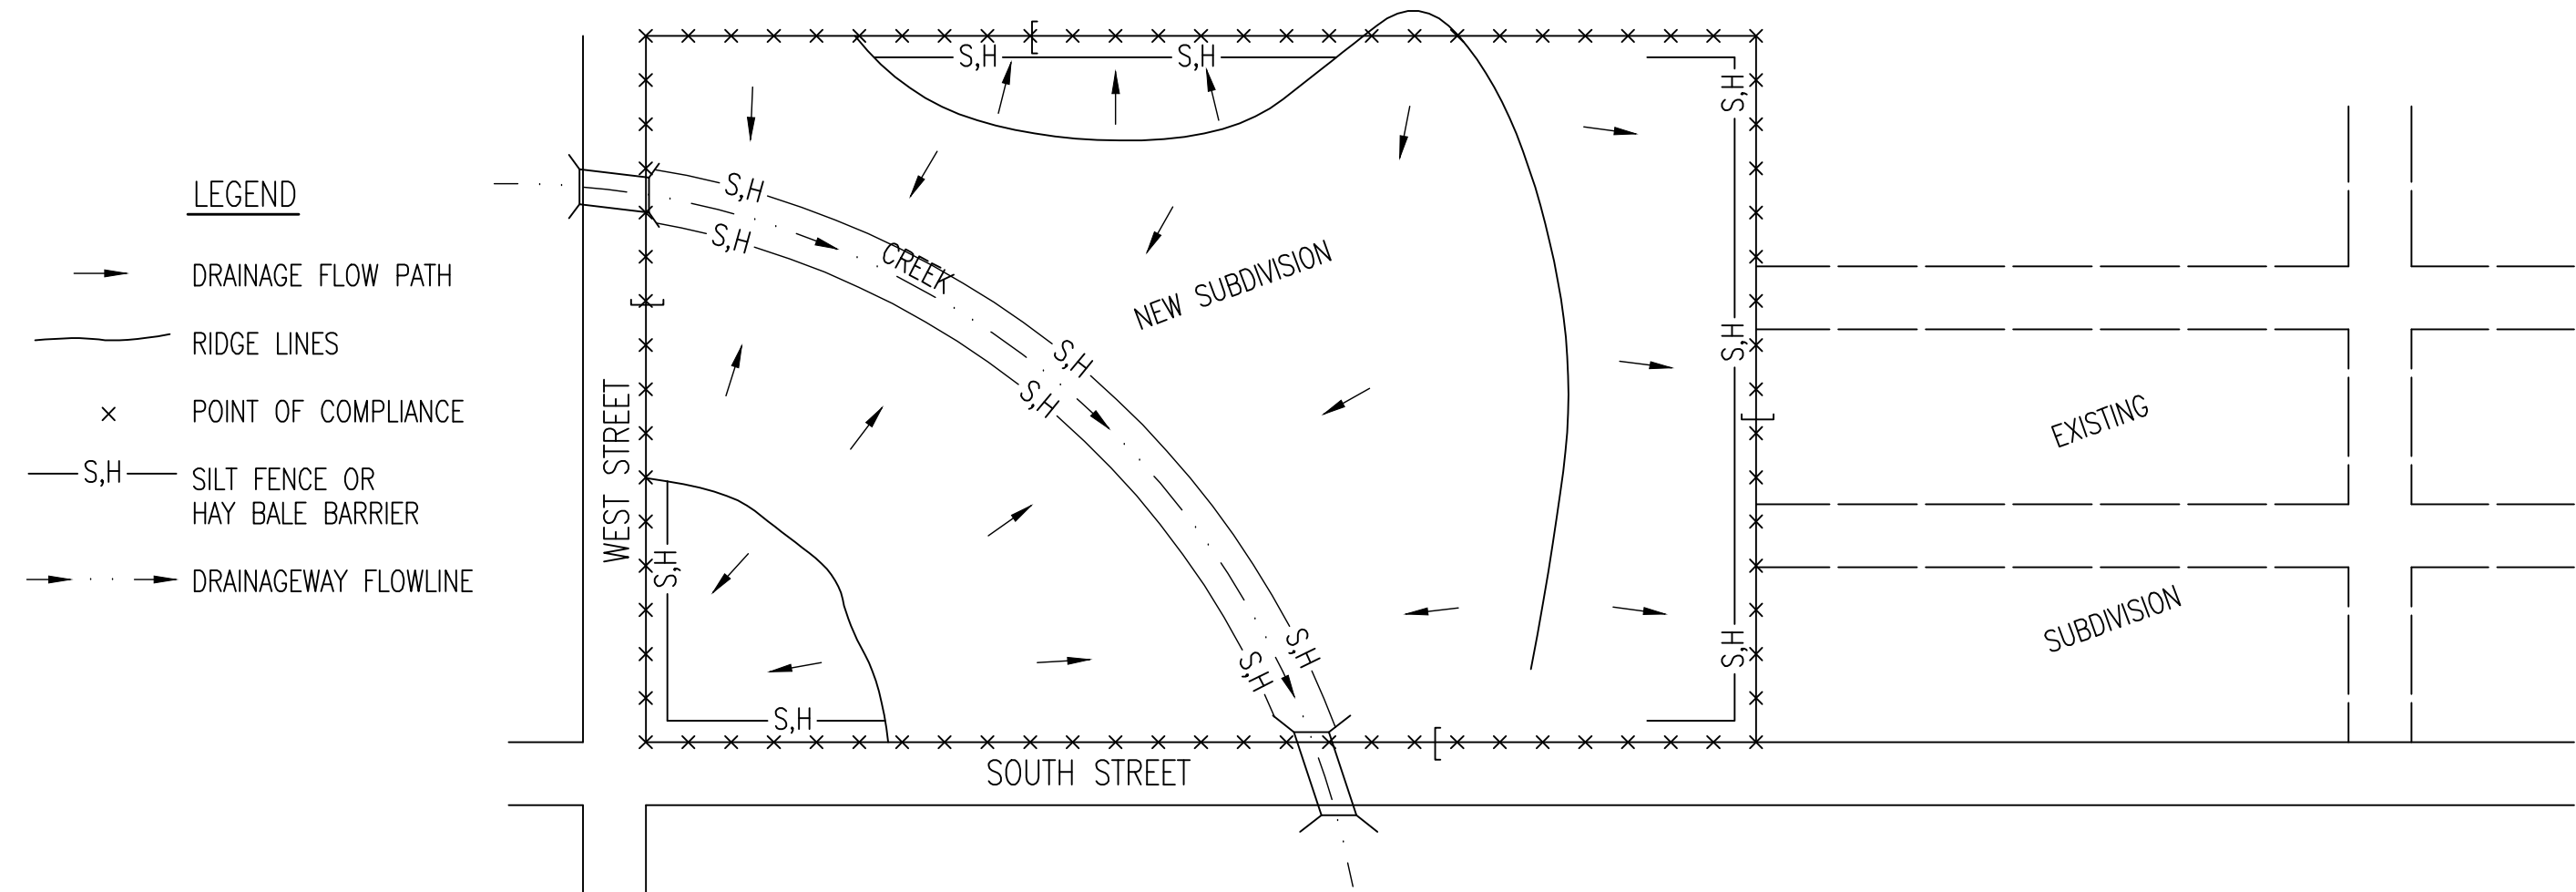 LEGEND
DRAINAGE FLOW PATH
RIDGE LINES
× POINT OF COMPLIANCE
S,H SILT FENCE OR
HAY BALE BARRIER
DRAINAGEWAY FLOWLINE
S,H
S,H
S,H
S,H
S,H
CREEK
NEW SUBDIVISION
S,H
S,H
S,H
WEST STREET
EXISTING
S,H
SUBDIVISION
S,H
S,H
S,H
S,H
SOUTH STREET